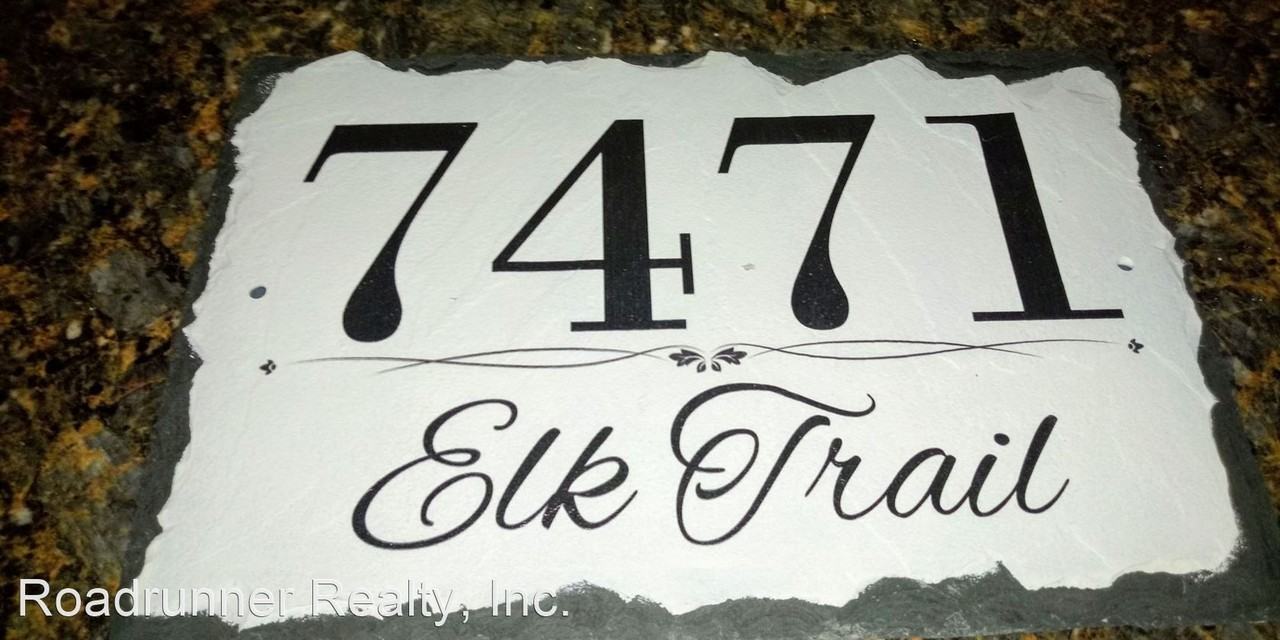 7471
Elk Trail
Roadrunner Realty, Inc.